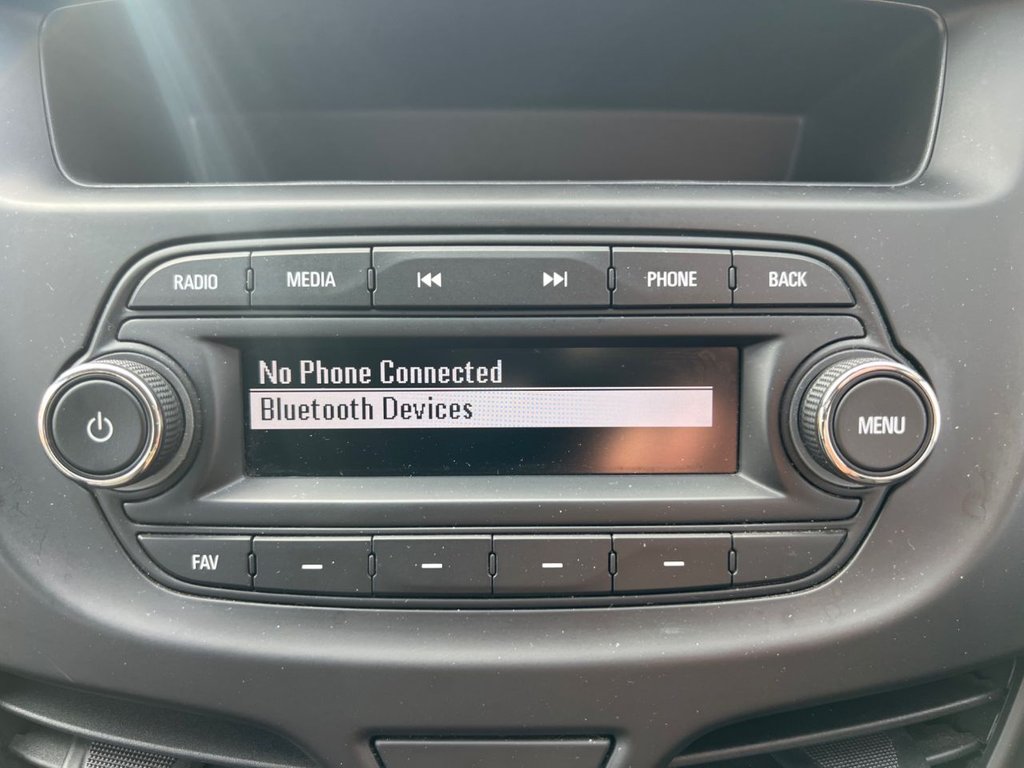 RADIO MEDIA PHONE BACK
No Phone Connected
Bluetooth Devices
MENU
FAV